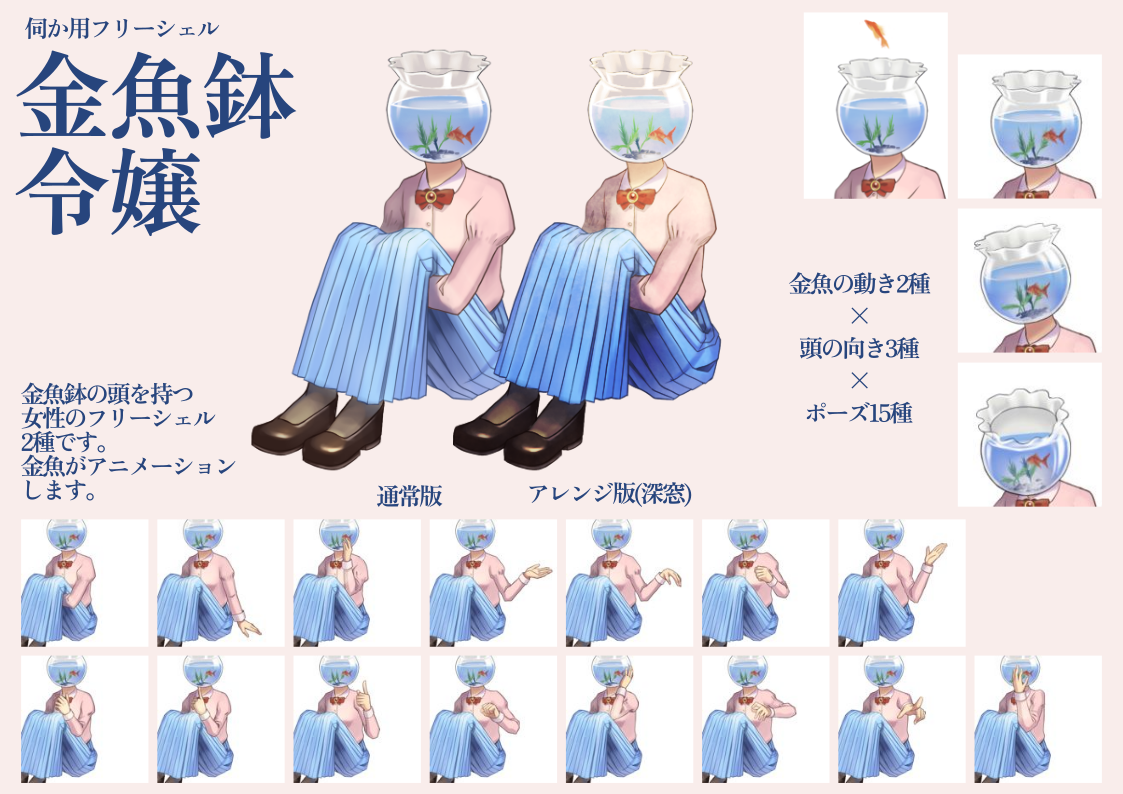 伺か用フリーシェル
金魚鉢
令嬢
金魚鉢の頭を持つ
女性のフリーシェル
2種です。
金魚がアニメーション
します。
通常版
アレンジ版(深窓)
金魚の動き2種
×
頭の向き3種
×
ポーズ15種